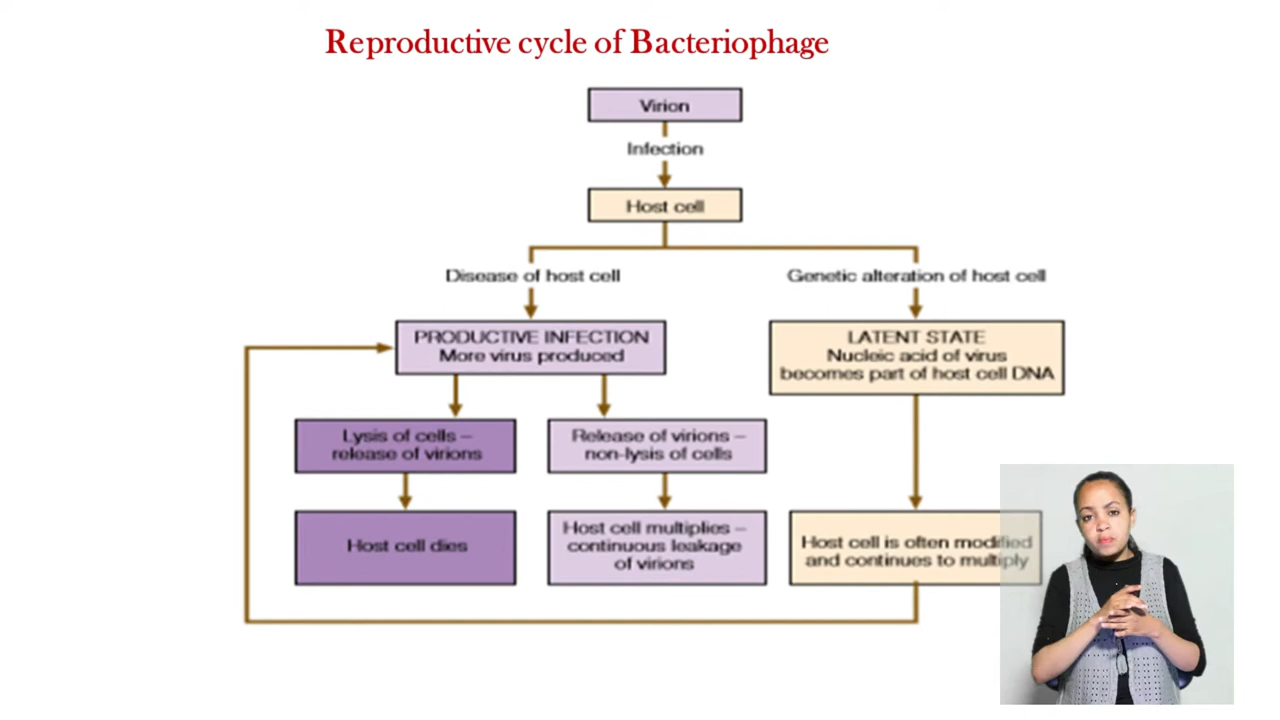 Reproductive cycle of Bacteriophage
Virion
Infection
Host cell
Disease of host cell
Genetic alteration of host cell
PRODUCTIVE INFECTION
More virus produced
LATENT STATE
Nucleic acid of virus
becomes part of host cell DNA
Lysis of cells –
release of virions
Release of virions –
non-lysis of cells
Host cell dies
Host cell multiplies –
continuous leakage
of virions
Host cell is often modified
and continues to multiply